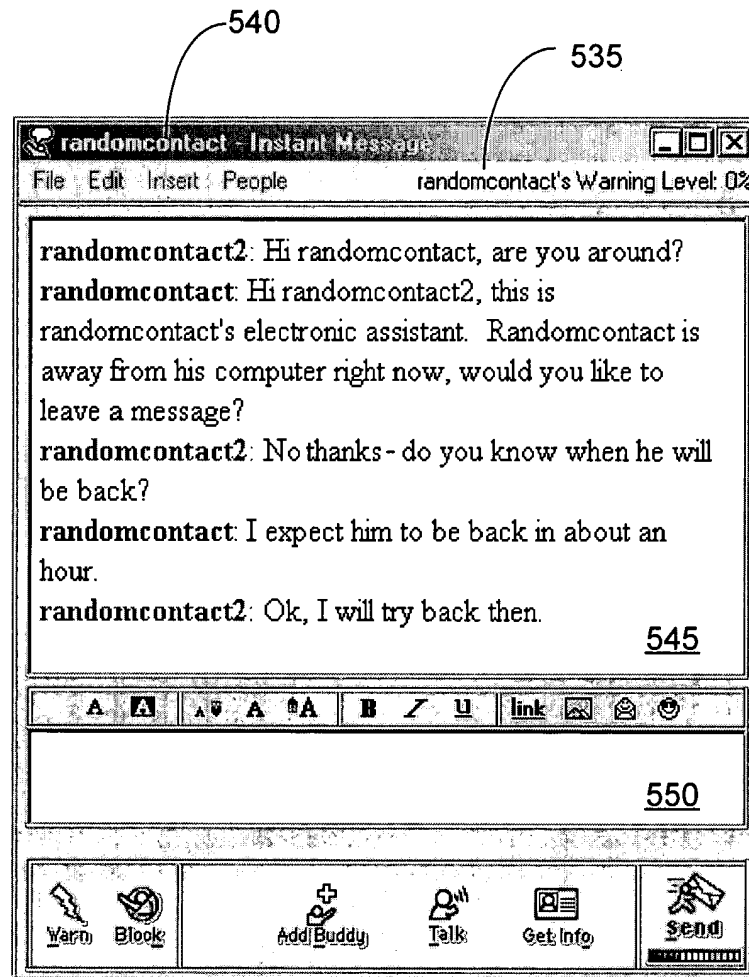 540
535
randomcontact - Instant Message
File Edit Insert People randomcontact's Warning Level: 0%
randomcontact2: Hi randomcontact, are you around?
randomcontact: Hi randomcontact2, this is
randomcontact's electronic assistant. Randomcontact is
away from his computer right now, would you like to
leave a message?
randomcontact2: No thanks - do you know when he will
be back?
randomcontact: I expect him to be back in about an
hour.
randomcontact2: Ok, I will try back then.
545
A A A A A B I U link
550
Warn Block Add Buddy Talk Get Info Send